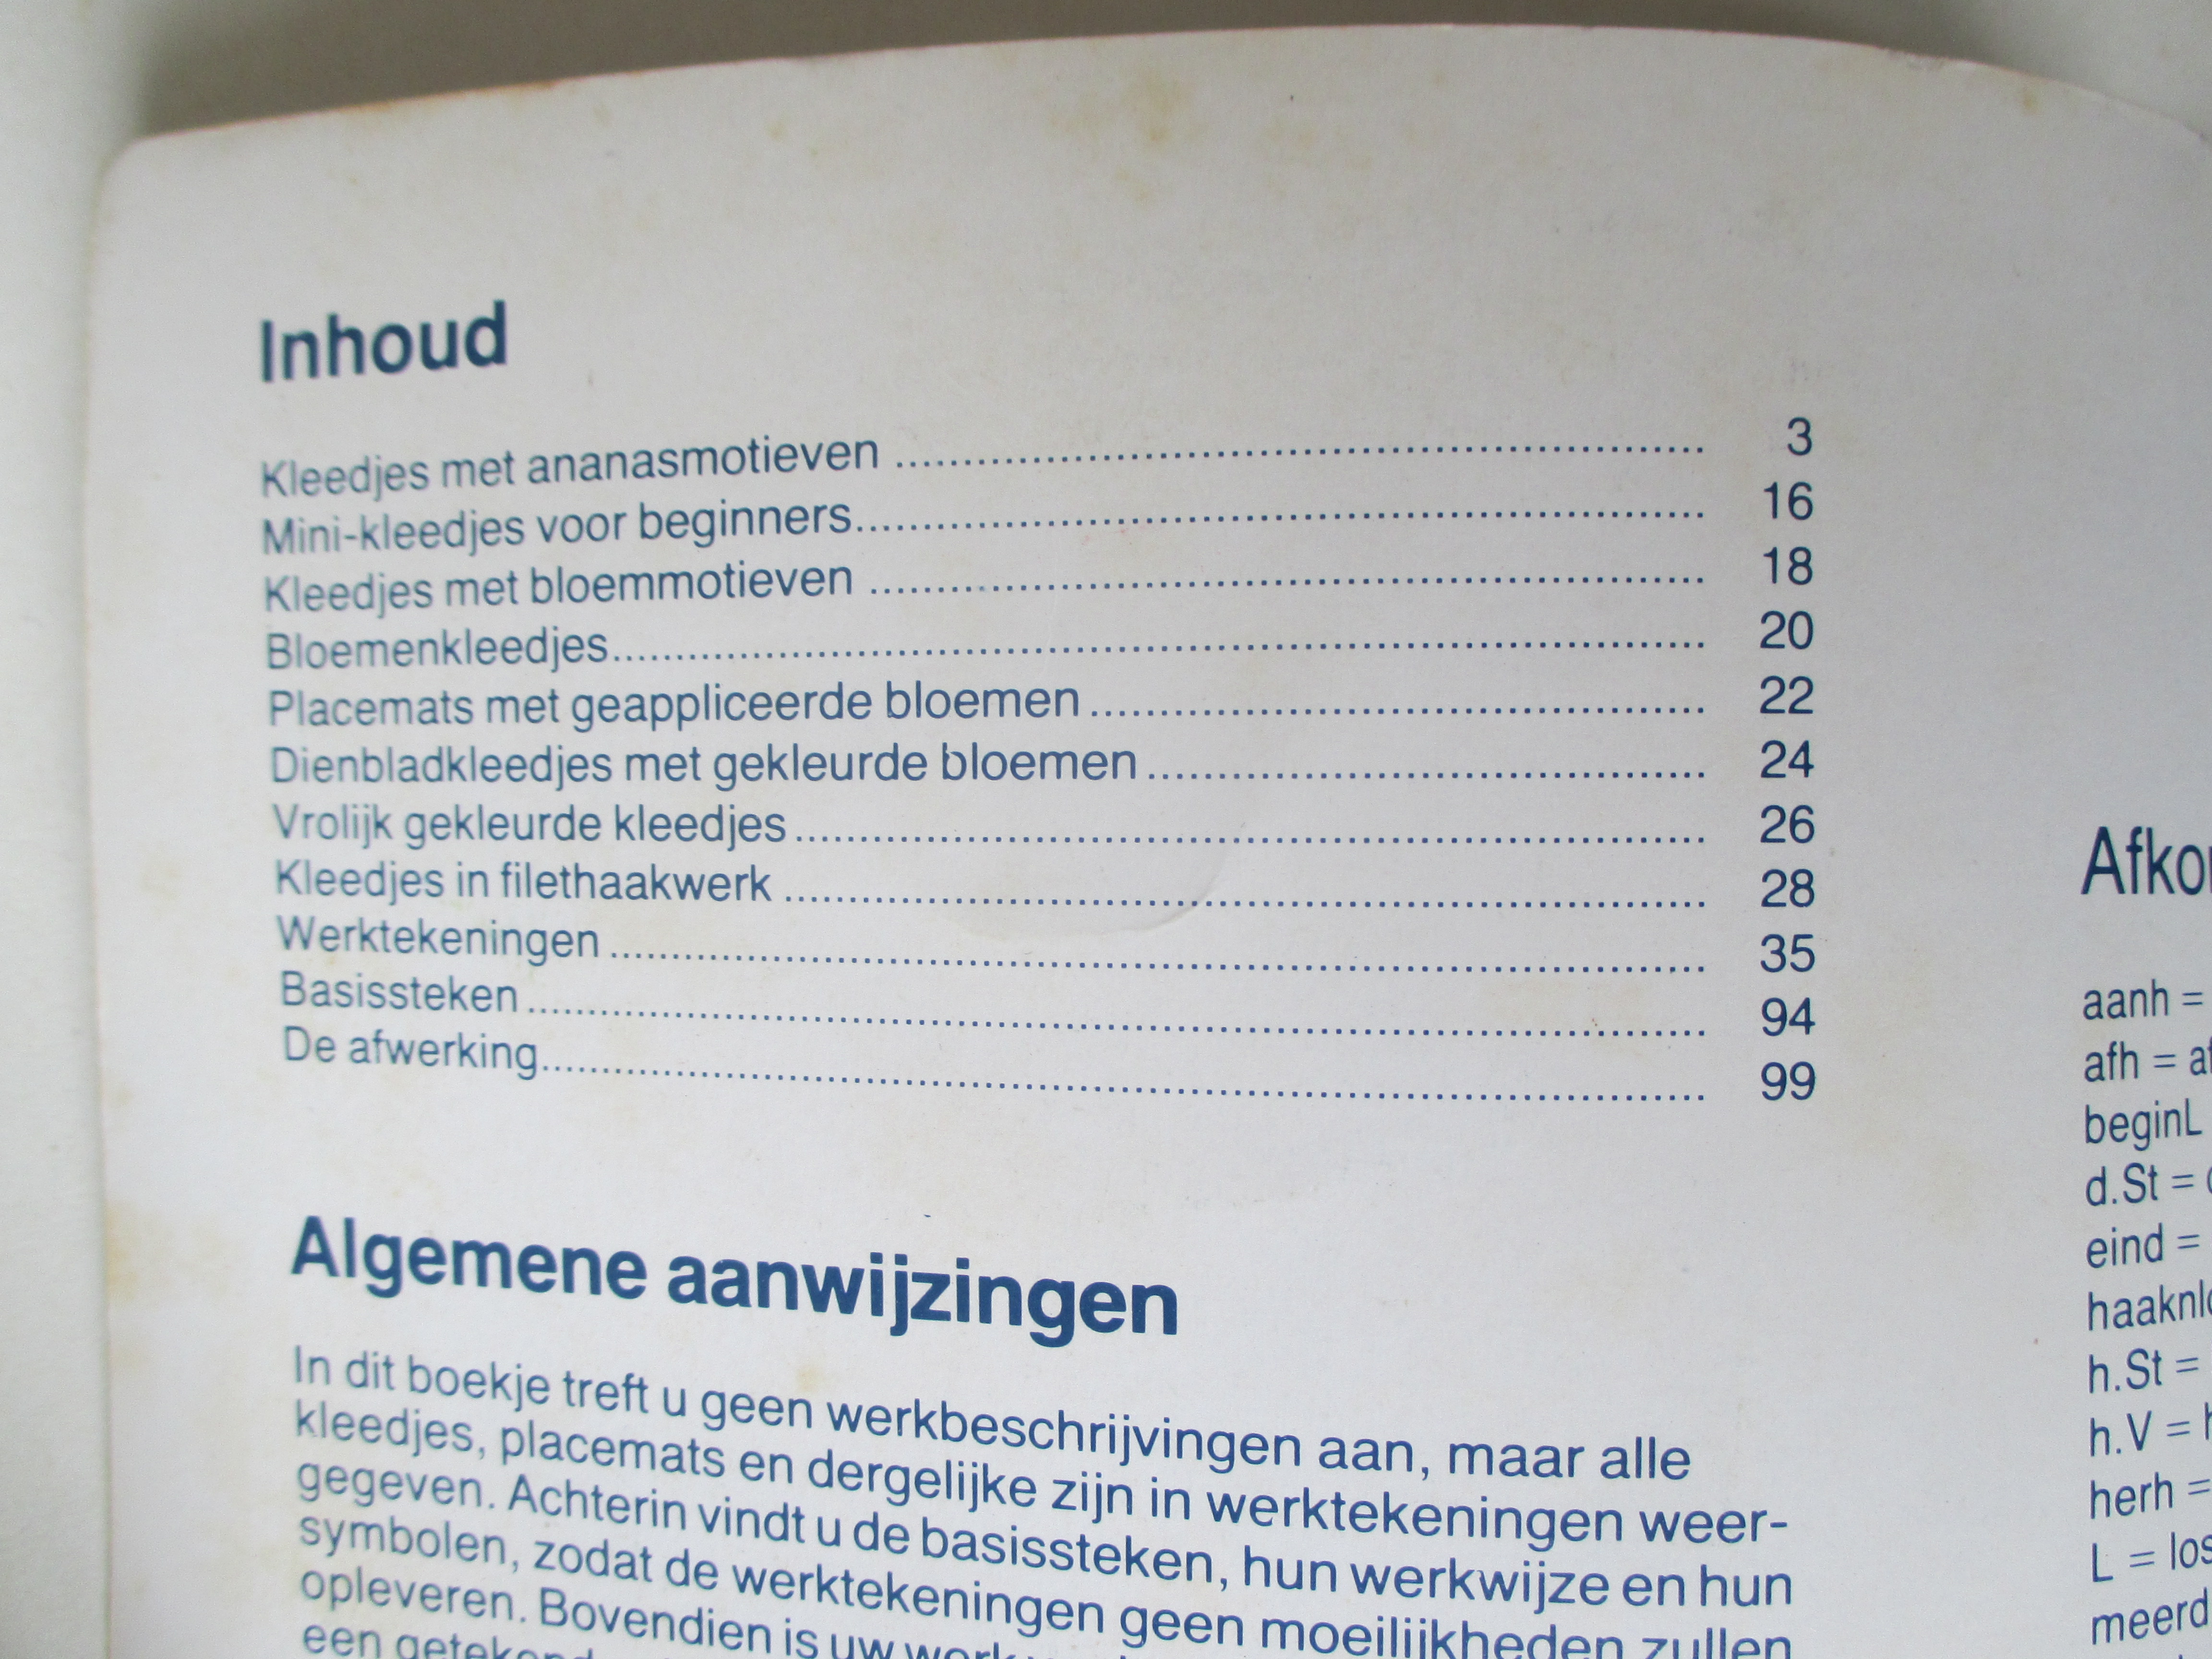 Inhoud
Kleedjes met ananasmotieven ........ 3
Mini-kleedjes voor beginners ........ 16
Kleedjes met bloemmotieven ........ 18
Bloemenkleedjes ........ 20
Placemats met geappliceerde bloemen ........ 22
Dienbladkleedjes met gekleurde bloemen ........ 24
Vrolijk gekleurde kleedjes ........ 26
Kleedjes in filethaakwerk ........ 28
Werktekeningen ........ 35
Basissteken ........ 94
De afwerking ........ 99
Algemene aanwijzingen
In dit boekje treft u geen werkbeschrijvingen aan, maar alle
kleedjes, placemats en dergelijke zijn in werktekeningen weer-
gegeven. Achterin vindt u de basissteken, hun werkwijze en hun
symbolen, zodat de werktekeningen geen moeilijkheden zullen
opleveren. Bovendien is uw
een
aanh =
afh =
beginL
d.St =
eind =
h.St =
h.V =
herh =
L =